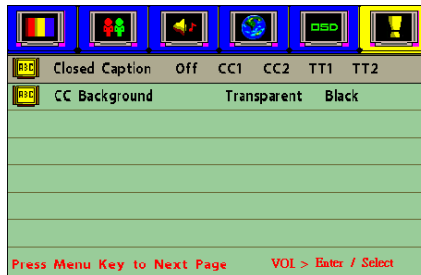 OSD
ABC Closed Caption Off CC1 CC2 TT1 TT2
ABC CC Background Transparent Black
Press Menu Key to Next Page VOL > Enter / Select